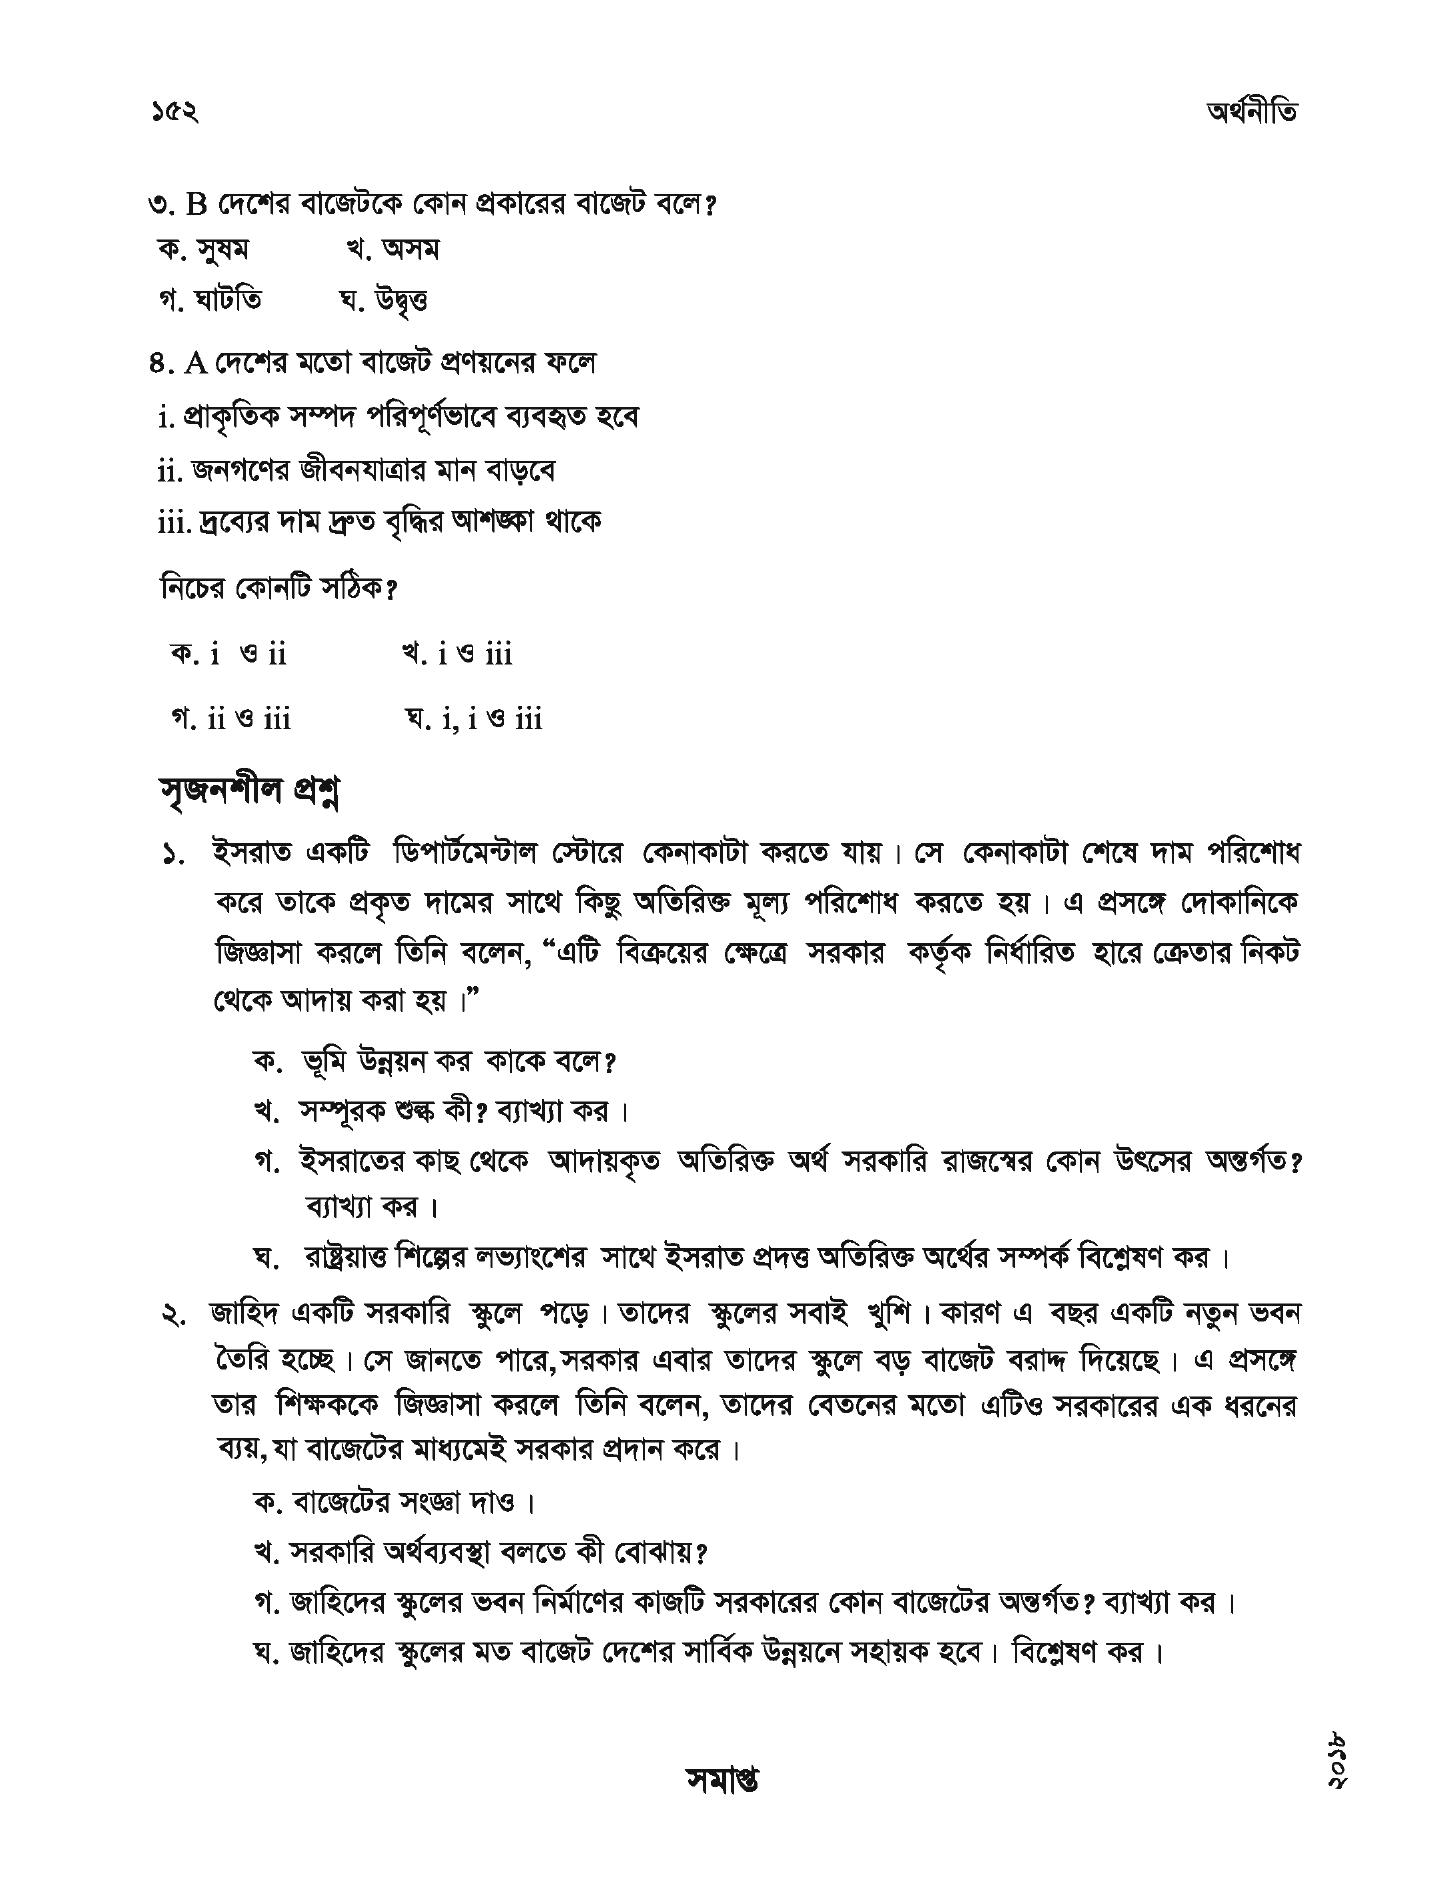 ১৫২ অর্থনীতি
৩. B দেশের বাজেটকে কোন প্রকারের বাজেট বলে?
ক. সুষম খ. অসম
গ. ঘাটতি ঘ. উদ্বৃত্ত
৪. A দেশের মতো বাজেট প্রণয়নের ফলে
i. প্রাকৃতিক সম্পদ পরিপূর্ণভাবে ব্যবহৃত হবে
ii. জনগণের জীবনযাত্রার মান বাড়বে
iii. দ্রব্যের দাম দ্রুত বৃদ্ধির আশঙ্কা থাকে
নিচের কোনটি সঠিক?
ক. i ও ii খ. i ও iii
গ. ii ও iii ঘ. i, i ও iii
সৃজনশীল প্রশ্ন
১. ইসরাত একটি ডিপার্টমেন্টাল স্টোরে কেনাকাটা করতে যায়। সে কেনাকাটা শেষে দাম পরিশোধ
করে তাকে প্রকৃত দামের সাথে কিছু অতিরিক্ত মূল্য পরিশোধ করতে হয়। এ প্রসঙ্গে দোকানিকে
জিজ্ঞাসা করলে তিনি বলেন, “এটি বিক্রয়ের ক্ষেত্রে সরকার কর্তৃক নির্ধারিত হারে ক্রেতার নিকট
থেকে আদায় করা হয়।”
ক. ভূমি উন্নয়ন কর কাকে বলে?
খ. সম্পূরক শুল্ক কী? ব্যাখ্যা কর।
গ. ইসরাতের কাছ থেকে আদায়কৃত অতিরিক্ত অর্থ সরকারি রাজস্বের কোন উৎসের অন্তর্গত?
ব্যাখ্যা কর।
ঘ. রাষ্ট্রয়াত্ত শিল্পের লভ্যাংশের সাথে ইসরাত প্রদত্ত অতিরিক্ত অর্থের সম্পর্ক বিশ্লেষণ কর।
২. জাহিদ একটি সরকারি স্কুলে পড়ে। তাদের স্কুলের সবাই খুশি। কারণ এ বছর একটি নতুন ভবন
তৈরি হচ্ছে। সে জানতে পারে, সরকার এবার তাদের স্কুলে বড় বাজেট বরাদ্দ দিয়েছে। এ প্রসঙ্গে
তার শিক্ষককে জিজ্ঞাসা করলে তিনি বলেন, তাদের বেতনের মতো এটিও সরকারের এক ধরনের
ব্যয়, যা বাজেটের মাধ্যমেই সরকার প্রদান করে।
ক. বাজেটের সংজ্ঞা দাও।
খ. সরকারি অর্থব্যবস্থা বলতে কী বোঝায়?
গ. জাহিদের স্কুলের ভবন নির্মাণের কাজটি সরকারের কোন বাজেটের অন্তর্গত? ব্যাখ্যা কর।
ঘ. জাহিদের স্কুলের মত বাজেট দেশের সার্বিক উন্নয়নে সহায়ক হবে। বিশ্লেষণ কর।
সমাপ্ত
২০১৮